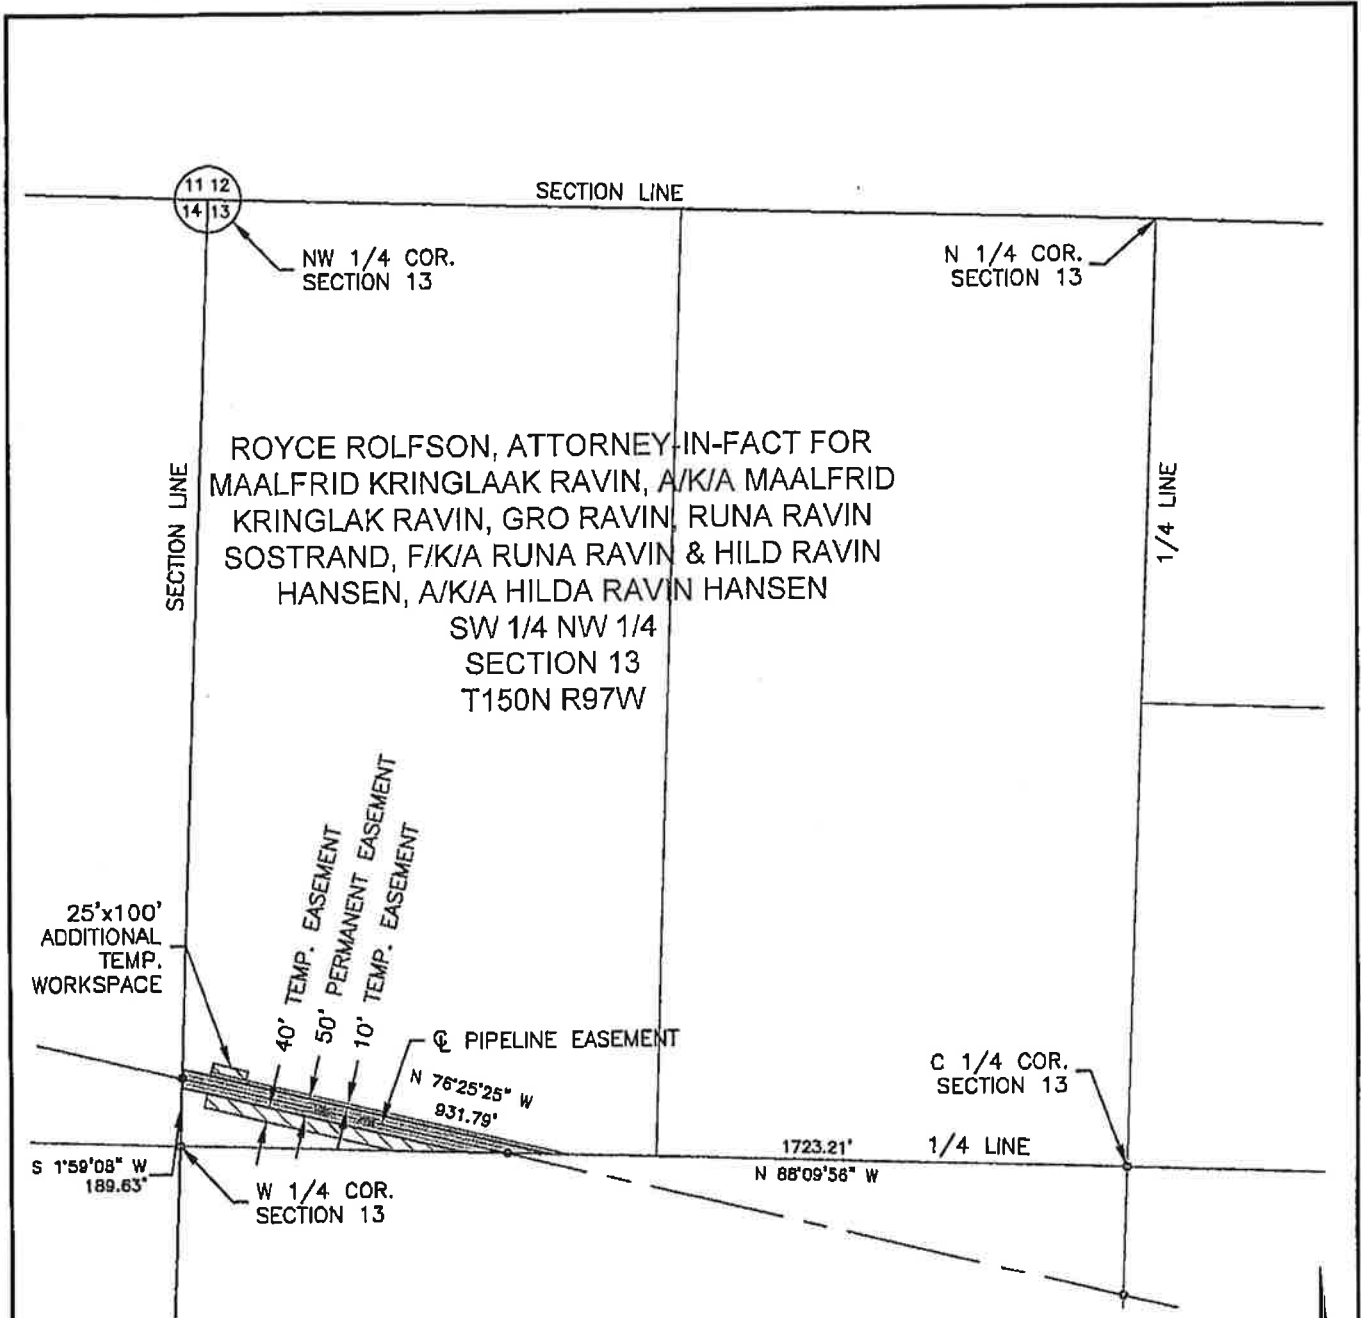 11 12
14 13
SECTION LINE
NW 1/4 COR.
SECTION 13
N 1/4 COR.
SECTION 13
SECTION LINE
1/4 LINE
ROYCE ROLFSON, ATTORNEY-IN-FACT FOR
MAALFRID KRINGLAAK RAVIN, A/K/A MAALFRID
KRINGLAK RAVIN, GRO RAVIN, RUNA RAVIN
SOSTRAND, F/K/A RUNA RAVIN & HILD RAVIN
HANSEN, A/K/A HILDA RAVIN HANSEN
SW 1/4 NW 1/4
SECTION 13
T150N R97W
25'x100'
ADDITIONAL
TEMP.
WORKSPACE
40' TEMP. EASEMENT
50' PERMANENT EASEMENT
10' TEMP. EASEMENT
℄ PIPELINE EASEMENT
N 76°25'25" W
931.79'
C 1/4 COR.
SECTION 13
1723.21'
1/4 LINE
N 88°09'56" W
S 1°59'08" W
189.63'
W 1/4 COR.
SECTION 13